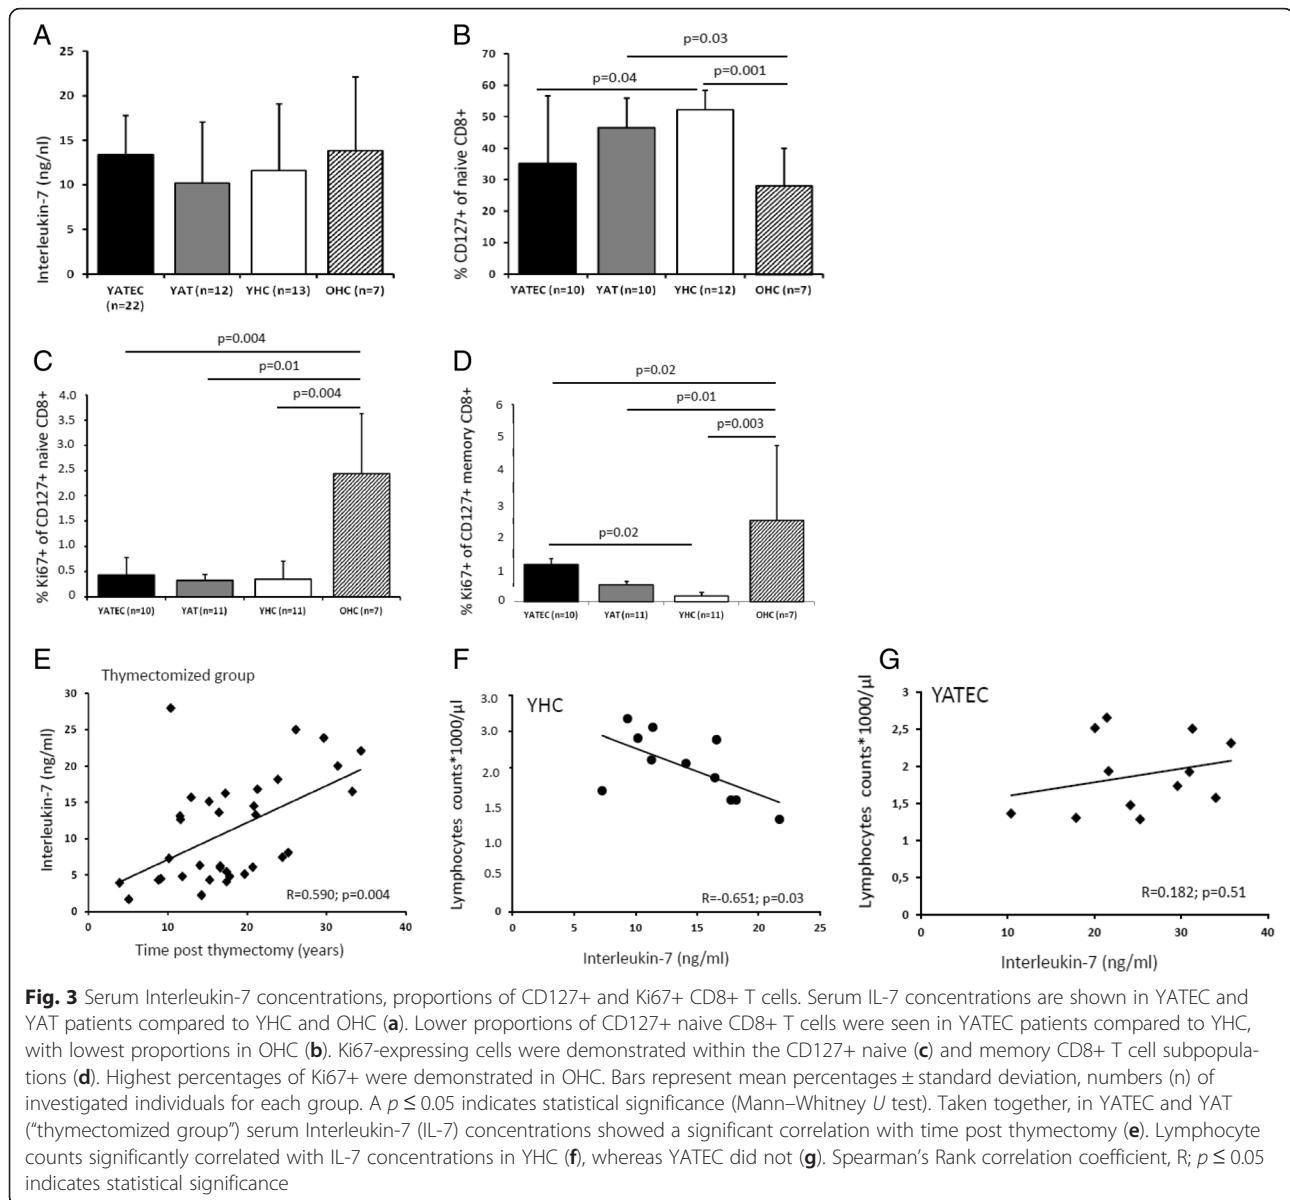 A
Interleukin-7 (ng/nl)
25
20
15
10
5
0
YATEC
(n=22)
YAT (n=12)
YHC (n=13)
OHC (n=7)
B
p=0.03
p=0.04
p=0.001
% CD127+ of naive CD8+
70
60
50
40
30
20
10
0
YATEC (n=10)
YAT (n=10)
YHC (n=12)
OHC (n=7)
C
p=0.004
p=0.01
p=0.004
% Ki67+ of CD127+ naive CD8+
4.0
3.5
3.0
2.5
2.0
1.5
1.0
0.5
0
YATEC (n=10)
YAT (n=11)
YHC (n=11)
OHC (n=7)
D
p=0.02
p=0.01
p=0.003
p=0.02
% Ki67+ of CD127+ memory CD8+
6
5
4
3
2
1
0
YATEC (n=10)
YAT (n=11)
YHC (n=11)
OHC (n=7)
E
Thymectomized group
Interleukin-7 (ng/ml)
30
25
20
15
10
5
0
R=0.590; p=0.004
0 10 20 30 40
Time post thymectomy (years)
F
YHC
Lymphocytes counts*1000/µl
3.0
3.0
2.0
1.5
1.0
0.5
0
R=-0.651; p=0.03
0 5 10 15 20 25
Interleukin-7 (ng/ml)
G
YATEC
Lymphocytes counts*1000/µl
3
2,5
2
1,5
1
0,5
0
R=0.182; p=0.51
0 10 20 30 40
Interleukin-7 (ng/ml)
Fig. 3 Serum Interleukin-7 concentrations, proportions of CD127+ and Ki67+ CD8+ T cells. Serum IL-7 concentrations are shown in YATEC and
YAT patients compared to YHC and OHC (a). Lower proportions of CD127+ naive CD8+ T cells were seen in YATEC patients compared to YHC,
with lowest proportions in OHC (b). Ki67-expressing cells were demonstrated within the CD127+ naive (c) and memory CD8+ T cell subpopula-
tions (d). Highest percentages of Ki67+ were demonstrated in OHC. Bars represent mean percentages ± standard deviation, numbers (n) of
investigated individuals for each group. A p ≤ 0.05 indicates statistical significance (Mann–Whitney U test). Taken together, in YATEC and YAT
(“thymectomized group”) serum Interleukin-7 (IL-7) concentrations showed a significant correlation with time post thymectomy (e). Lymphocyte
counts significantly correlated with IL-7 concentrations in YHC (f), whereas YATEC did not (g). Spearman’s Rank correlation coefficient, R; p ≤ 0.05
indicates statistical significance